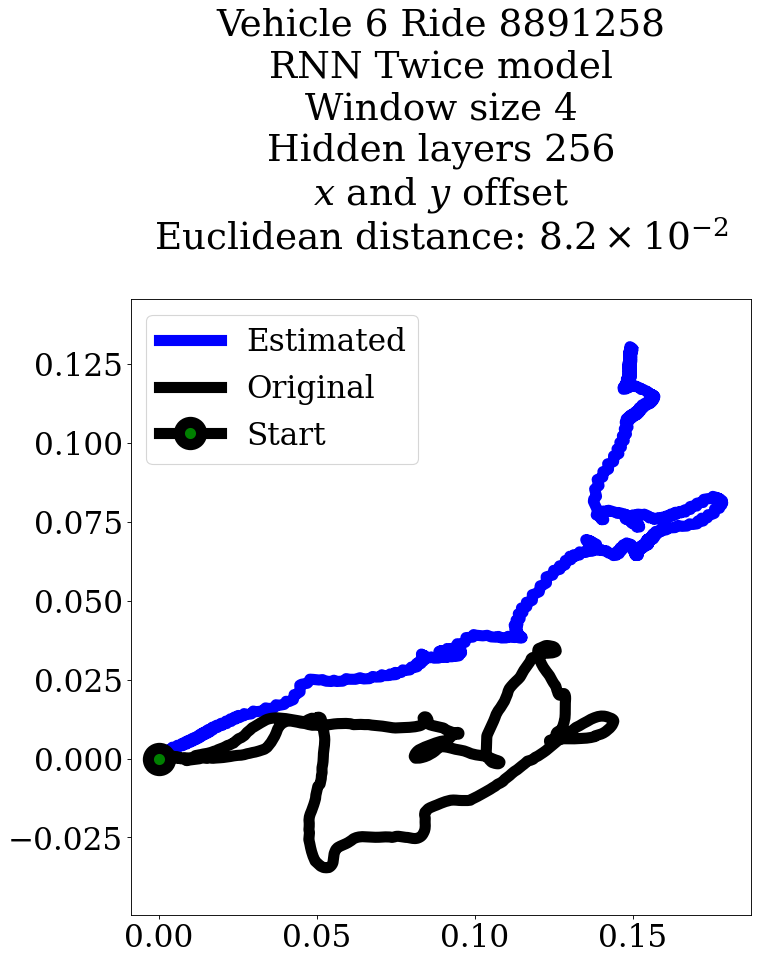 Vehicle 6 Ride 8891258
RNN Twice model
Window size 4
Hidden layers 256
x and y offset
Euclidean distance: 8.2 × 10⁻²
Estimated
Original
Start
0.125
0.100
0.075
0.050
0.025
0.000
−0.025
0.00 0.05 0.10 0.15